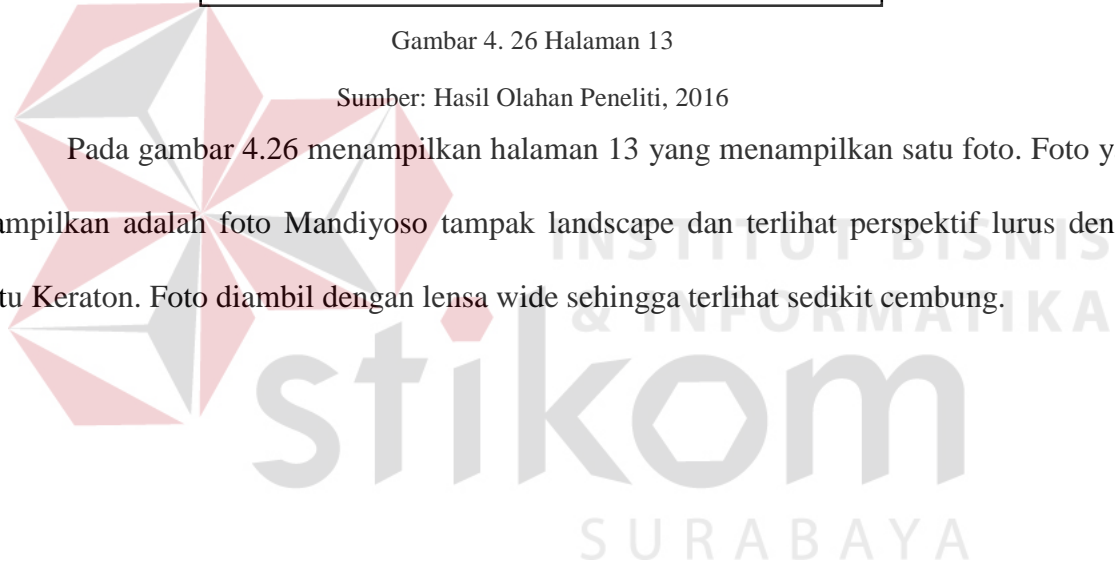 Gambar 4. 26 Halaman 13
Sumber: Hasil Olahan Peneliti, 2016
Pada gambar 4.26 menampilkan halaman 13 yang menampilkan satu foto. Foto y
ampilkan adalah foto Mandiyoso tampak landscape dan terlihat perspektif lurus den
tu Keraton. Foto diambil dengan lensa wide sehingga terlihat sedikit cembung.
INSTITUT BISNIS
& INFORMATIKA
stikom
SURABAYA